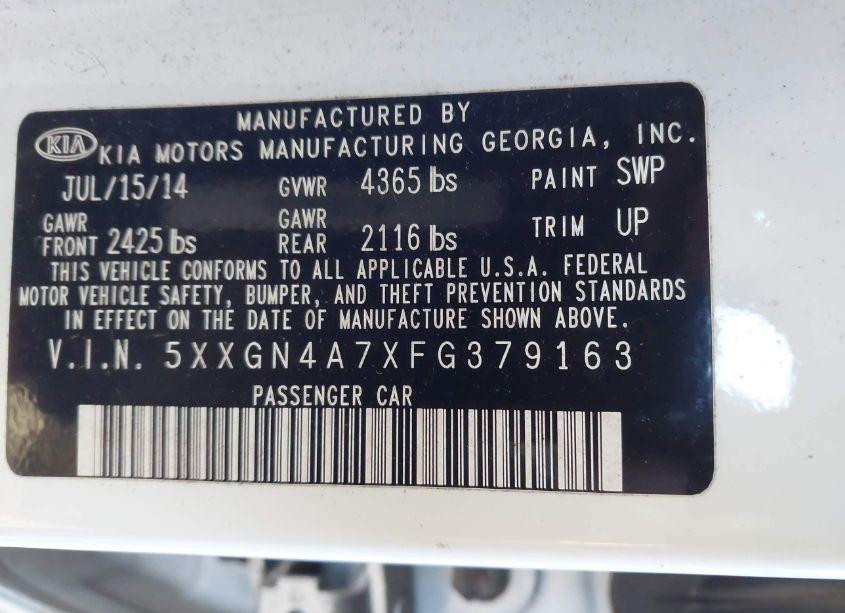 MANUFACTURED BY
KIA KIA MOTORS MANUFACTURING GEORGIA, INC.
JUL/15/14 GVWR 4365 lbs PAINT SWP
GAWR FRONT 2425 lbs GAWR REAR 2116 lbs TRIM UP
THIS VEHICLE CONFORMS TO ALL APPLICABLE U.S.A. FEDERAL
MOTOR VEHICLE SAFETY, BUMPER, AND THEFT PREVENTION STANDARDS
IN EFFECT ON THE DATE OF MANUFACTURE SHOWN ABOVE.
V.I.N. 5XXGN4A7XFG379163
PASSENGER CAR